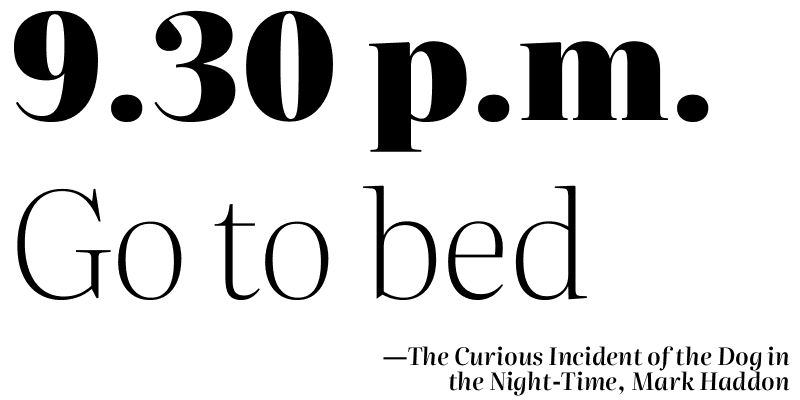 9.30 p.m.
Go to bed
—The Curious Incident of the Dog in
the Night-Time, Mark Haddon